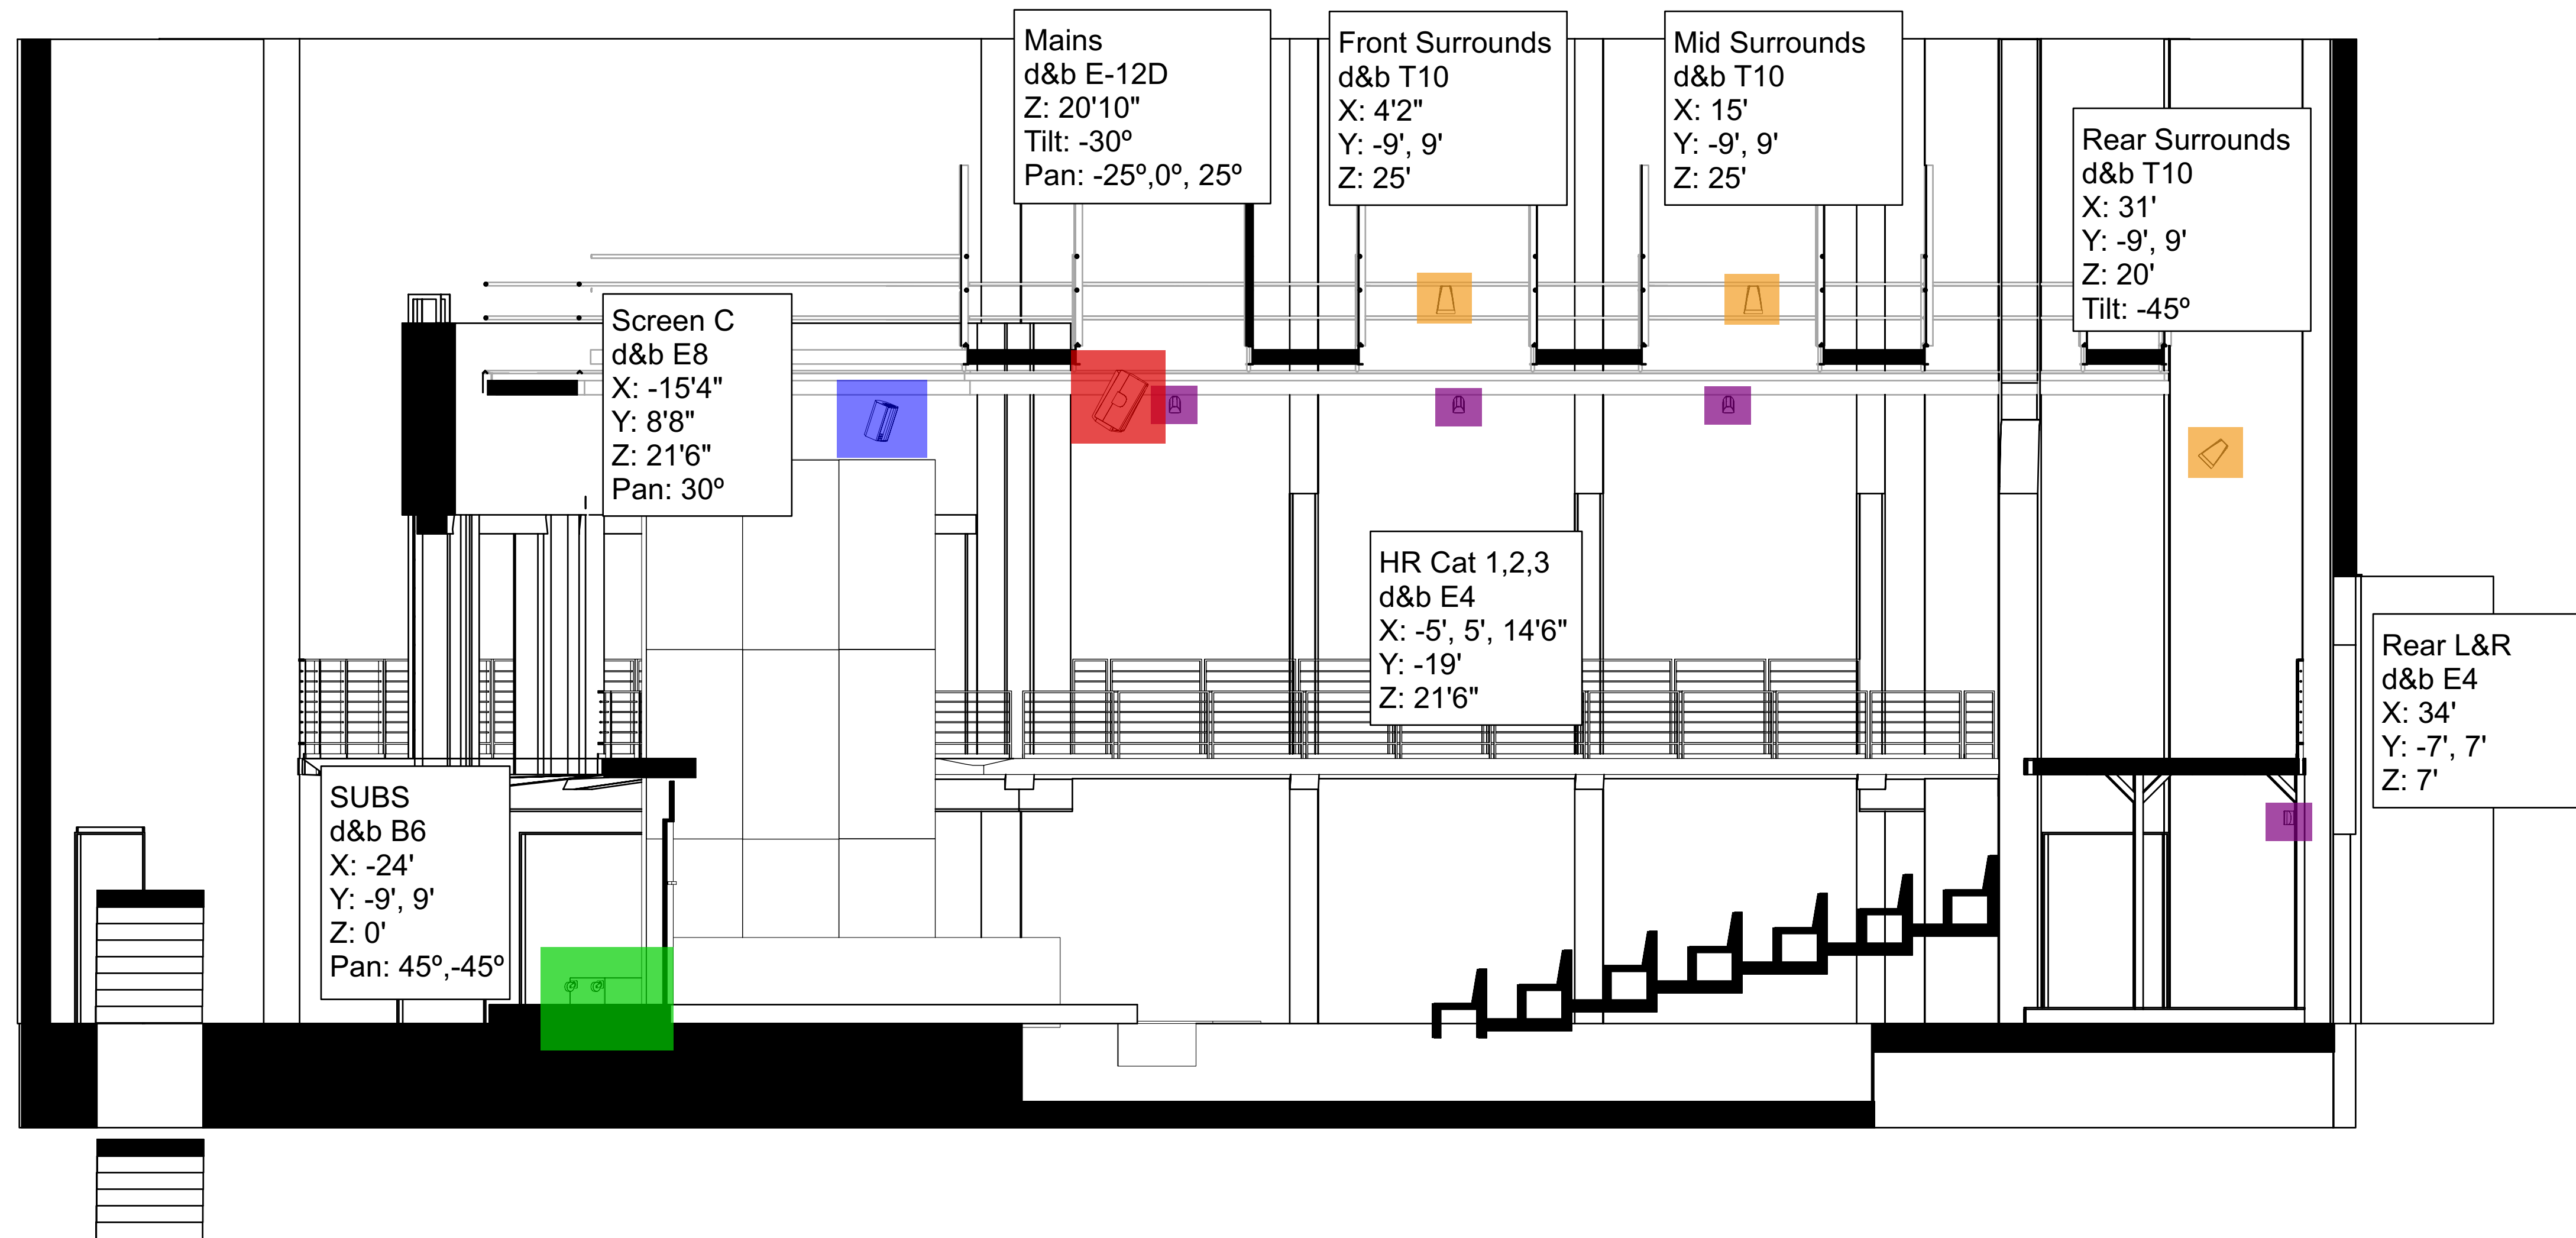 Mains
d&b E-12D
Z: 20'10"
Tilt: -30º
Pan: -25º,0º, 25º
Front Surrounds
d&b T10
X: 4'2"
Y: -9', 9'
Z: 25'
Mid Surrounds
d&b T10
X: 15'
Y: -9', 9'
Z: 25'
Rear Surrounds
d&b T10
X: 31'
Y: -9', 9'
Z: 20'
Tilt: -45º
Screen C
d&b E8
X: -15'4"
Y: 8'8"
Z: 21'6"
Pan: 30º
HR Cat 1,2,3
d&b E4
X: -5', 5', 14'6"
Y: -19'
Z: 21'6"
Rear L&R
d&b E4
X: 34'
Y: -7', 7'
Z: 7'
SUBS
d&b B6
X: -24'
Y: -9', 9'
Z: 0'
Pan: 45º,-45º